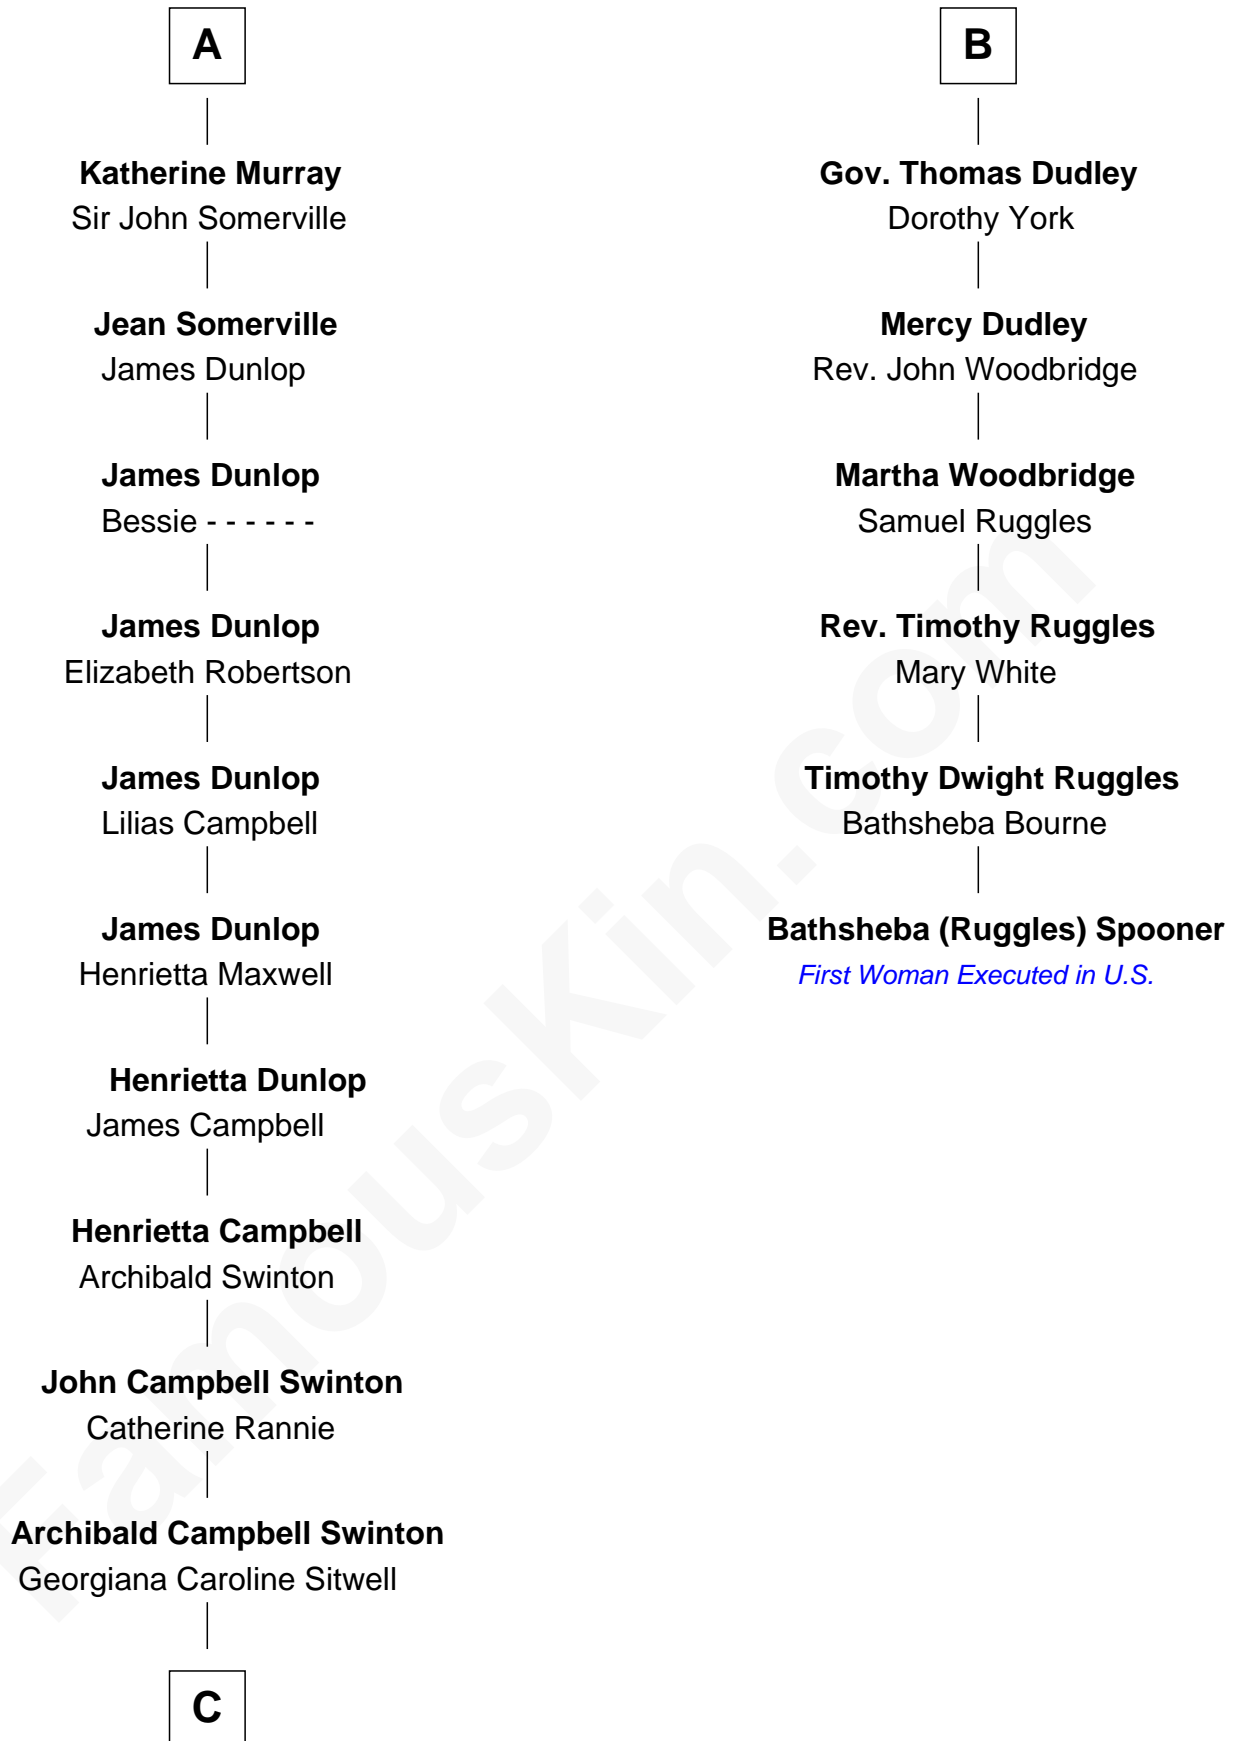 A
Katherine Murray
Sir John Somerville
Jean Somerville
James Dunlop
James Dunlop
Bessie - - - - - -
James Dunlop
Elizabeth Robertson
James Dunlop
Lilias Campbell
James Dunlop
Henrietta Maxwell
Henrietta Dunlop
James Campbell
Henrietta Campbell
Archibald Swinton
John Campbell Swinton
Catherine Rannie
Archibald Campbell Swinton
Georgiana Caroline Sitwell
C
B
Gov. Thomas Dudley
Dorothy York
Mercy Dudley
Rev. John Woodbridge
Martha Woodbridge
Samuel Ruggles
Rev. Timothy Ruggles
Mary White
Timothy Dwight Ruggles
Bathsheba Bourne
Bathsheba (Ruggles) Spooner
First Woman Executed in U.S.
FamousKin.com